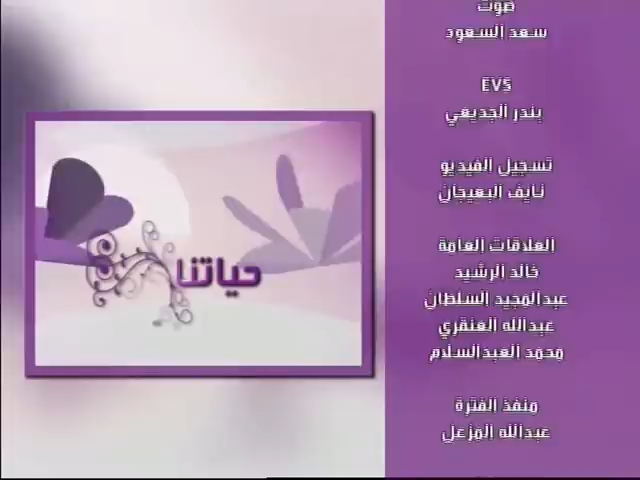 صوت
سعد السعود
EVS
بندر الجديعي
تسجيل الفيديو
نايف البعيجان
العلاقات العامة
خالد الرشيد
عبدالمجيد السلطان
عبدالله العنقري
محمد العبدالسلام
منفذ الفترة
عبدالله المزعل
حياتنا